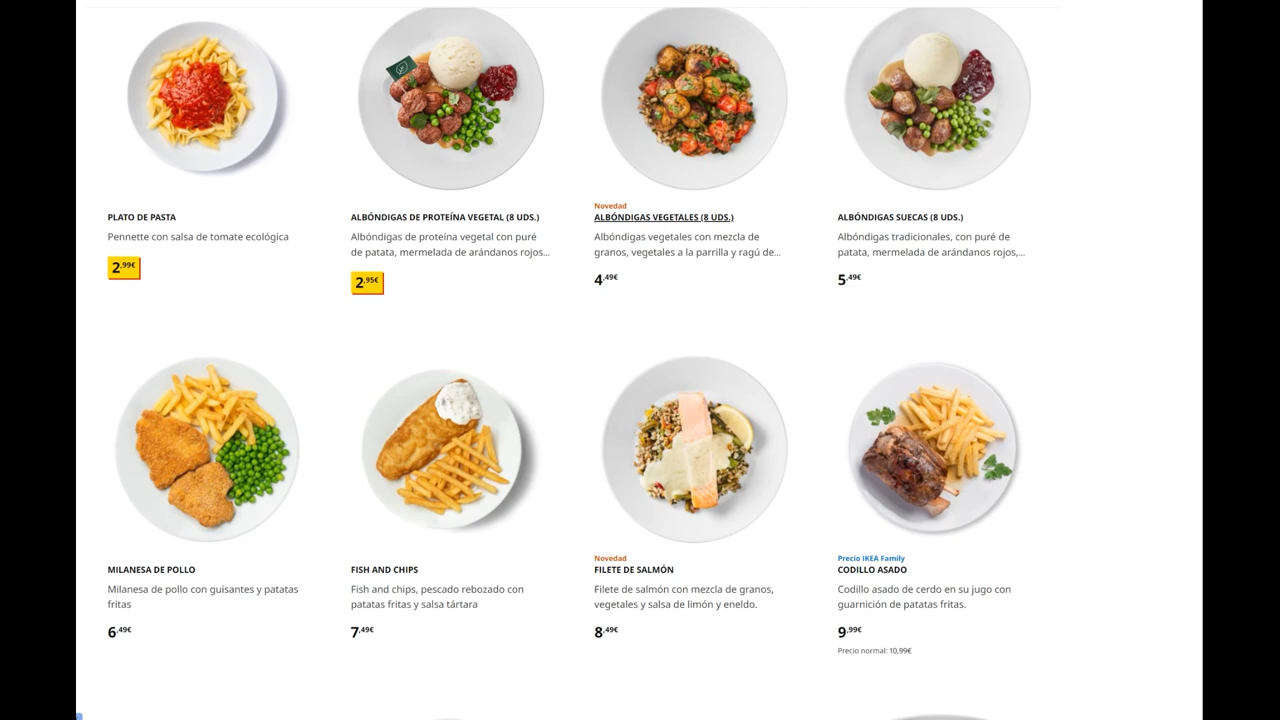 PLATO DE PASTA
Pennette con salsa de tomate ecológica
2,99€
ALBÓNDIGAS DE PROTEÍNA VEGETAL (8 UDS.)
Albóndigas de proteína vegetal con puré
de patata, mermelada de arándanos rojos...
2,95€
Novedad
ALBÓNDIGAS VEGETALES (8 UDS.)
Albóndigas vegetales con mezcla de
granos, vegetales a la parrilla y ragú de...
4,49€
ALBÓNDIGAS SUECAS (8 UDS.)
Albóndigas tradicionales, con puré de
patata, mermelada de arándanos rojos,...
5,49€
MILANESA DE POLLO
Milanesa de pollo con guisantes y patatas
fritas
6,49€
FISH AND CHIPS
Fish and chips, pescado rebozado con
patatas fritas y salsa tártara
7,49€
Novedad
FILETE DE SALMÓN
Filete de salmón con mezcla de granos,
vegetales y salsa de limón y eneldo.
8,49€
Precio IKEA Family
CODILLO ASADO
Codillo asado de cerdo en su jugo con
guarnición de patatas fritas.
9,99€
Precio normal: 10,99€